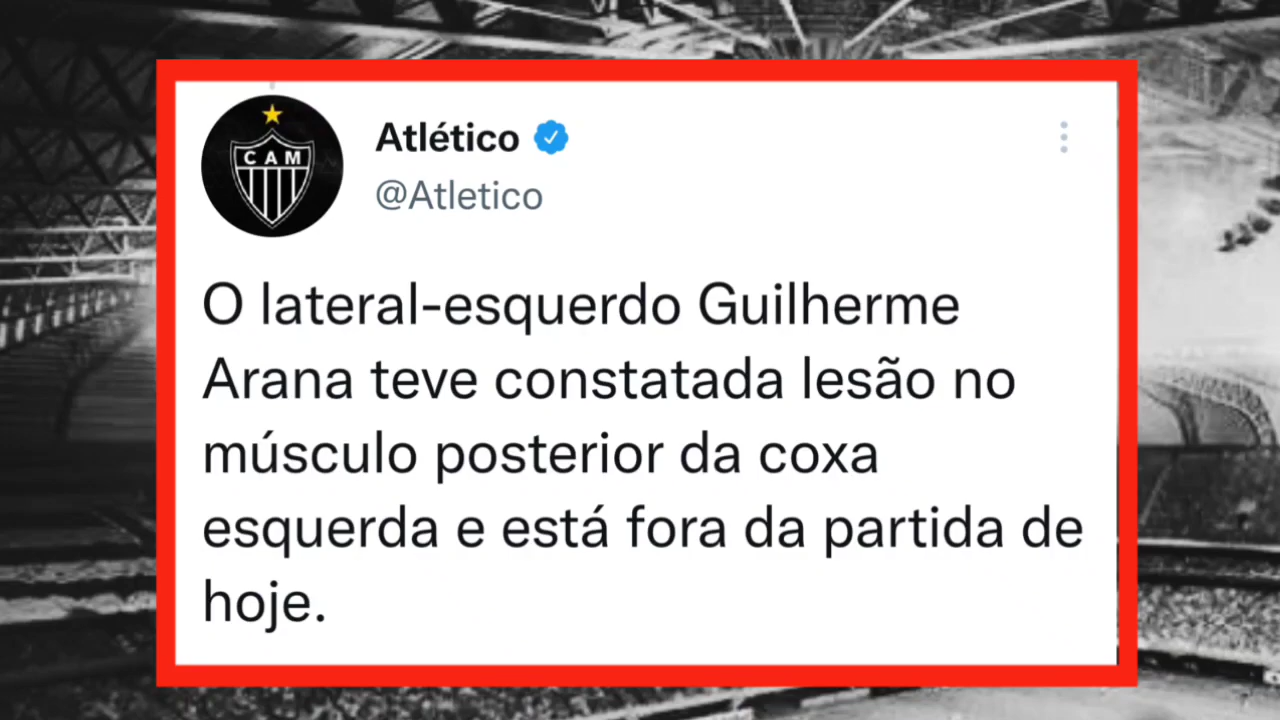 CAM
Atlético
@Atletico
O lateral-esquerdo Guilherme
Arana teve constatada lesão no
músculo posterior da coxa
esquerda e está fora da partida de
hoje.